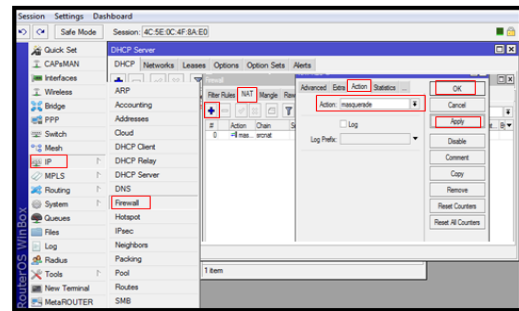 Session Settings Dashboard
Safe Mode
Session: 4C:5E:0C:4F:8A:E0
Quick Set
CAPsMAN
Interfaces
Wireless
Bridge
PPP
Switch
Mesh
IP
MPLS
Routing
System
Queues
Files
Log
Radius
Tools
New Terminal
MetaROUTER
RouterOS WinBox
ARP
Accounting
Addresses
Cloud
DHCP Client
DHCP Relay
DHCP Server
DNS
Firewall
Hotspot
IPsec
Neighbors
Packing
Pool
Routes
SMB
DHCP Server
DHCP Networks Leases Options Option Sets Alerts
Filter Rules NAT Mangle Raw
# Action Chain
0 mas... srcnat
1 item
Advanced Extra Action Statistics ...
Action: masquerade
Log
Log Prefix:
OK
Cancel
Apply
Disable
Comment
Copy
Remove
Reset Counters
Reset All Counters